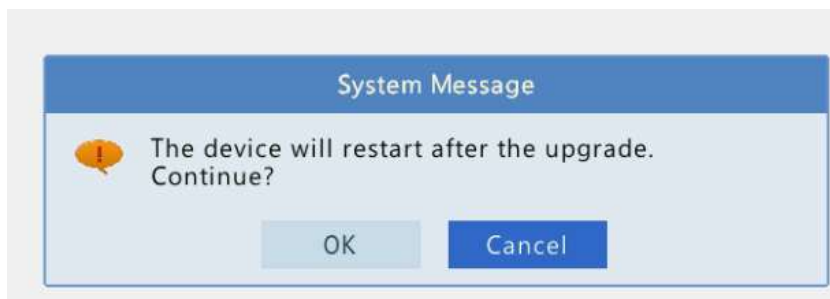 System Message
The device will restart after the upgrade.
Continue?
OK
Cancel